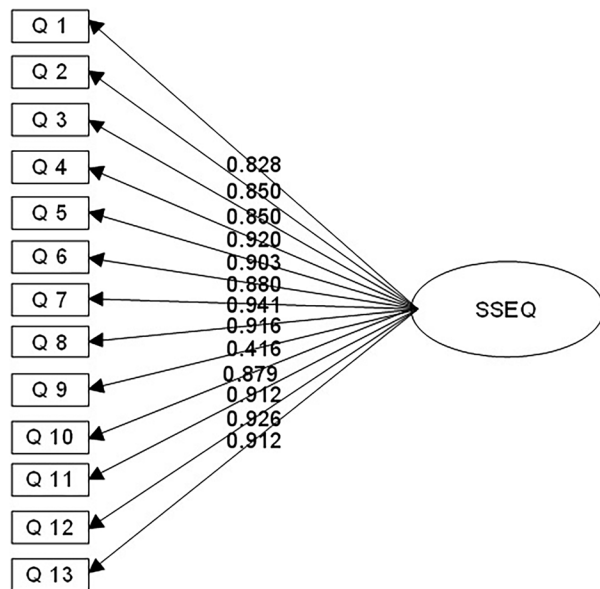 Q 1
Q 2
Q 3
Q 4
Q 5
Q 6
Q 7
Q 8
Q 9
Q 10
Q 11
Q 12
Q 13
0.828
0.850
0.850
0.920
0.903
0.880
0.941
0.916
0.416
0.879
0.912
0.926
0.912
SSEQ